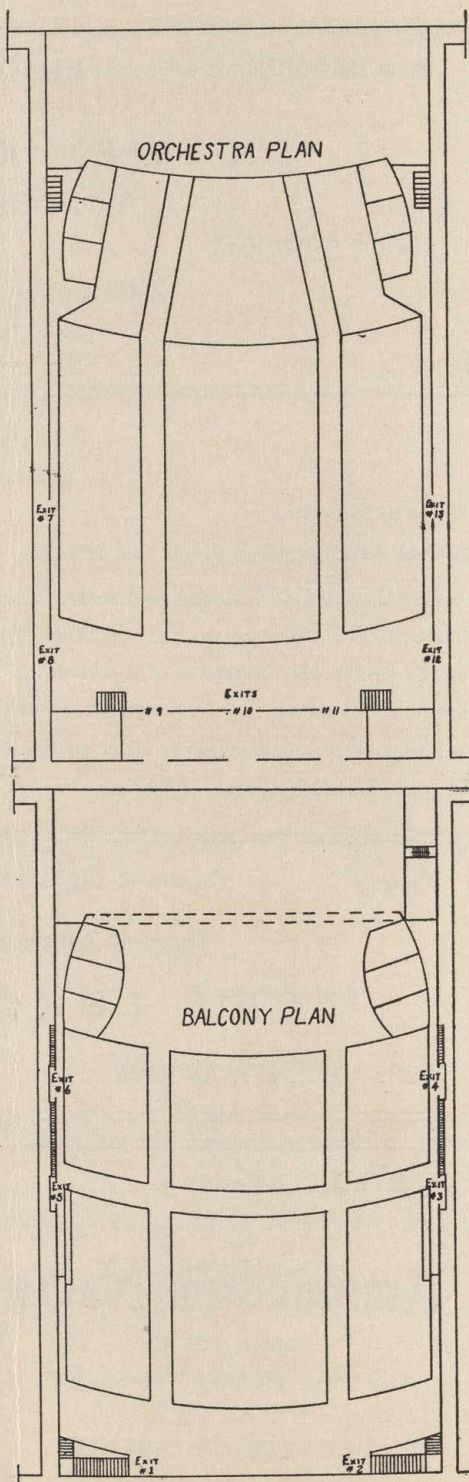 ORCHESTRA PLAN
EXIT
#7
EXIT
#13
EXIT
#8
EXIT
#12
EXITS
#9 #10 #11
BALCONY PLAN
EXIT
#6
EXIT
#4
EXIT
#5
EXIT
#3
EXIT
#1
EXIT
#2